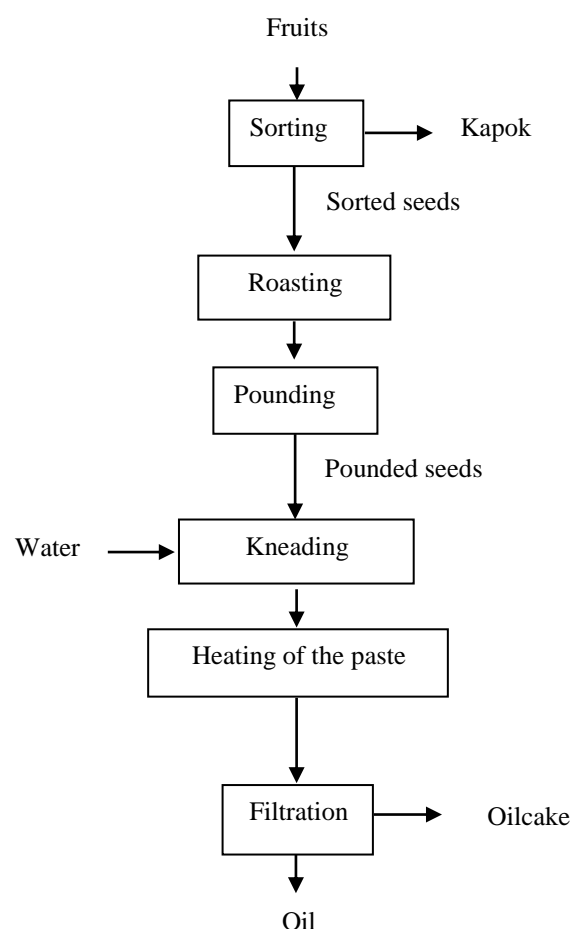 Fruits
Sorting
Kapok
Sorted seeds
Roasting
Pounding
Pounded seeds
Water
Kneading
Heating of the paste
Filtration
Oilcake
Oil